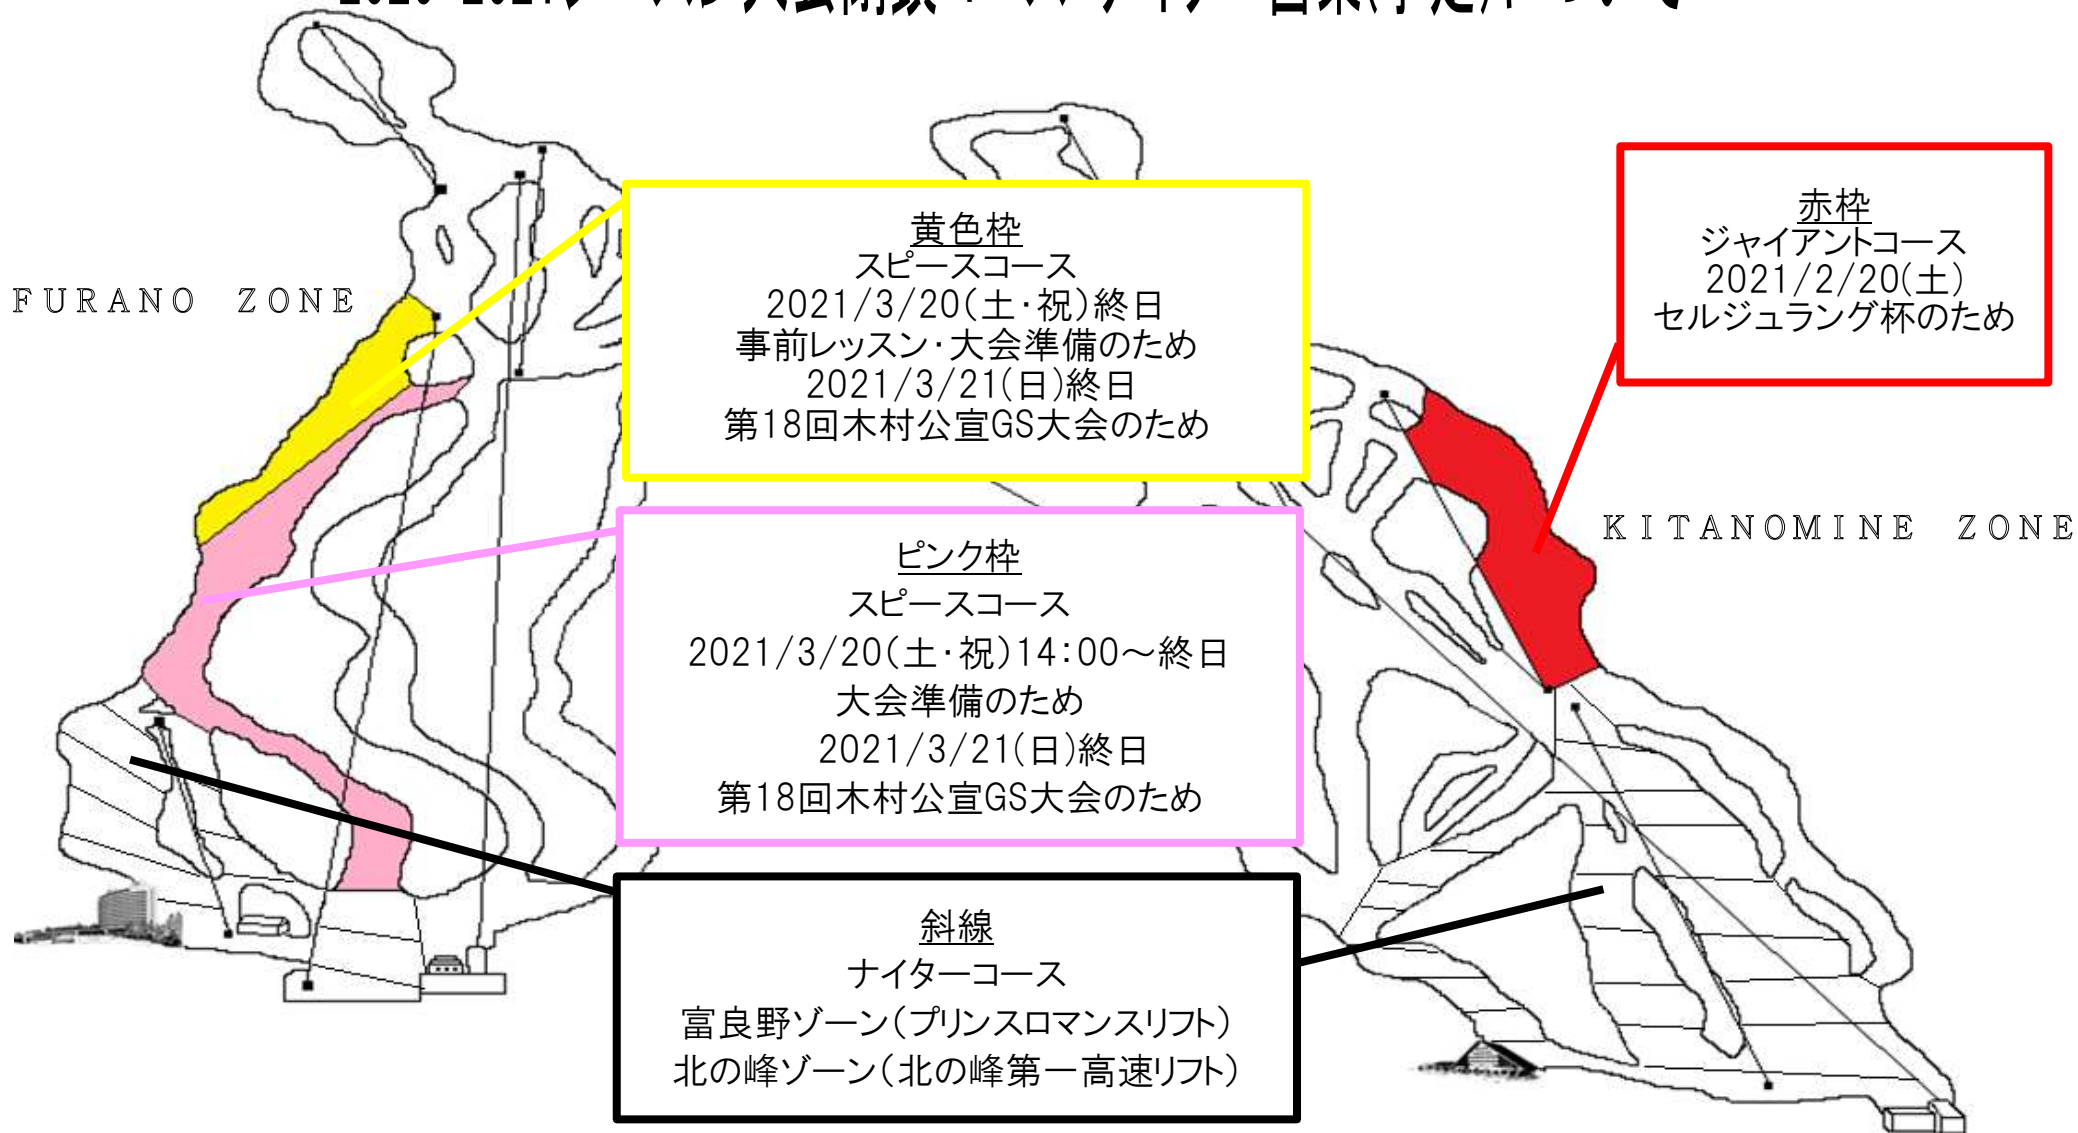 FURANO ZONE
黄色枠
スピースコース
2021/3/20(土・祝)終日
事前レッスン・大会準備のため
2021/3/21(日)終日
第18回木村公宣GS大会のため
赤枠
ジャイアントコース
2021/2/20(土)
セルジュラング杯のため
KITANOMINE ZONE
ピンク枠
スピースコース
2021/3/20(土・祝)14:00～終日
大会準備のため
2021/3/21(日)終日
第18回木村公宣GS大会のため
斜線
ナイターコース
富良野ゾーン(プリンスロマンスリフト)
北の峰ゾーン(北の峰第一高速リフト)